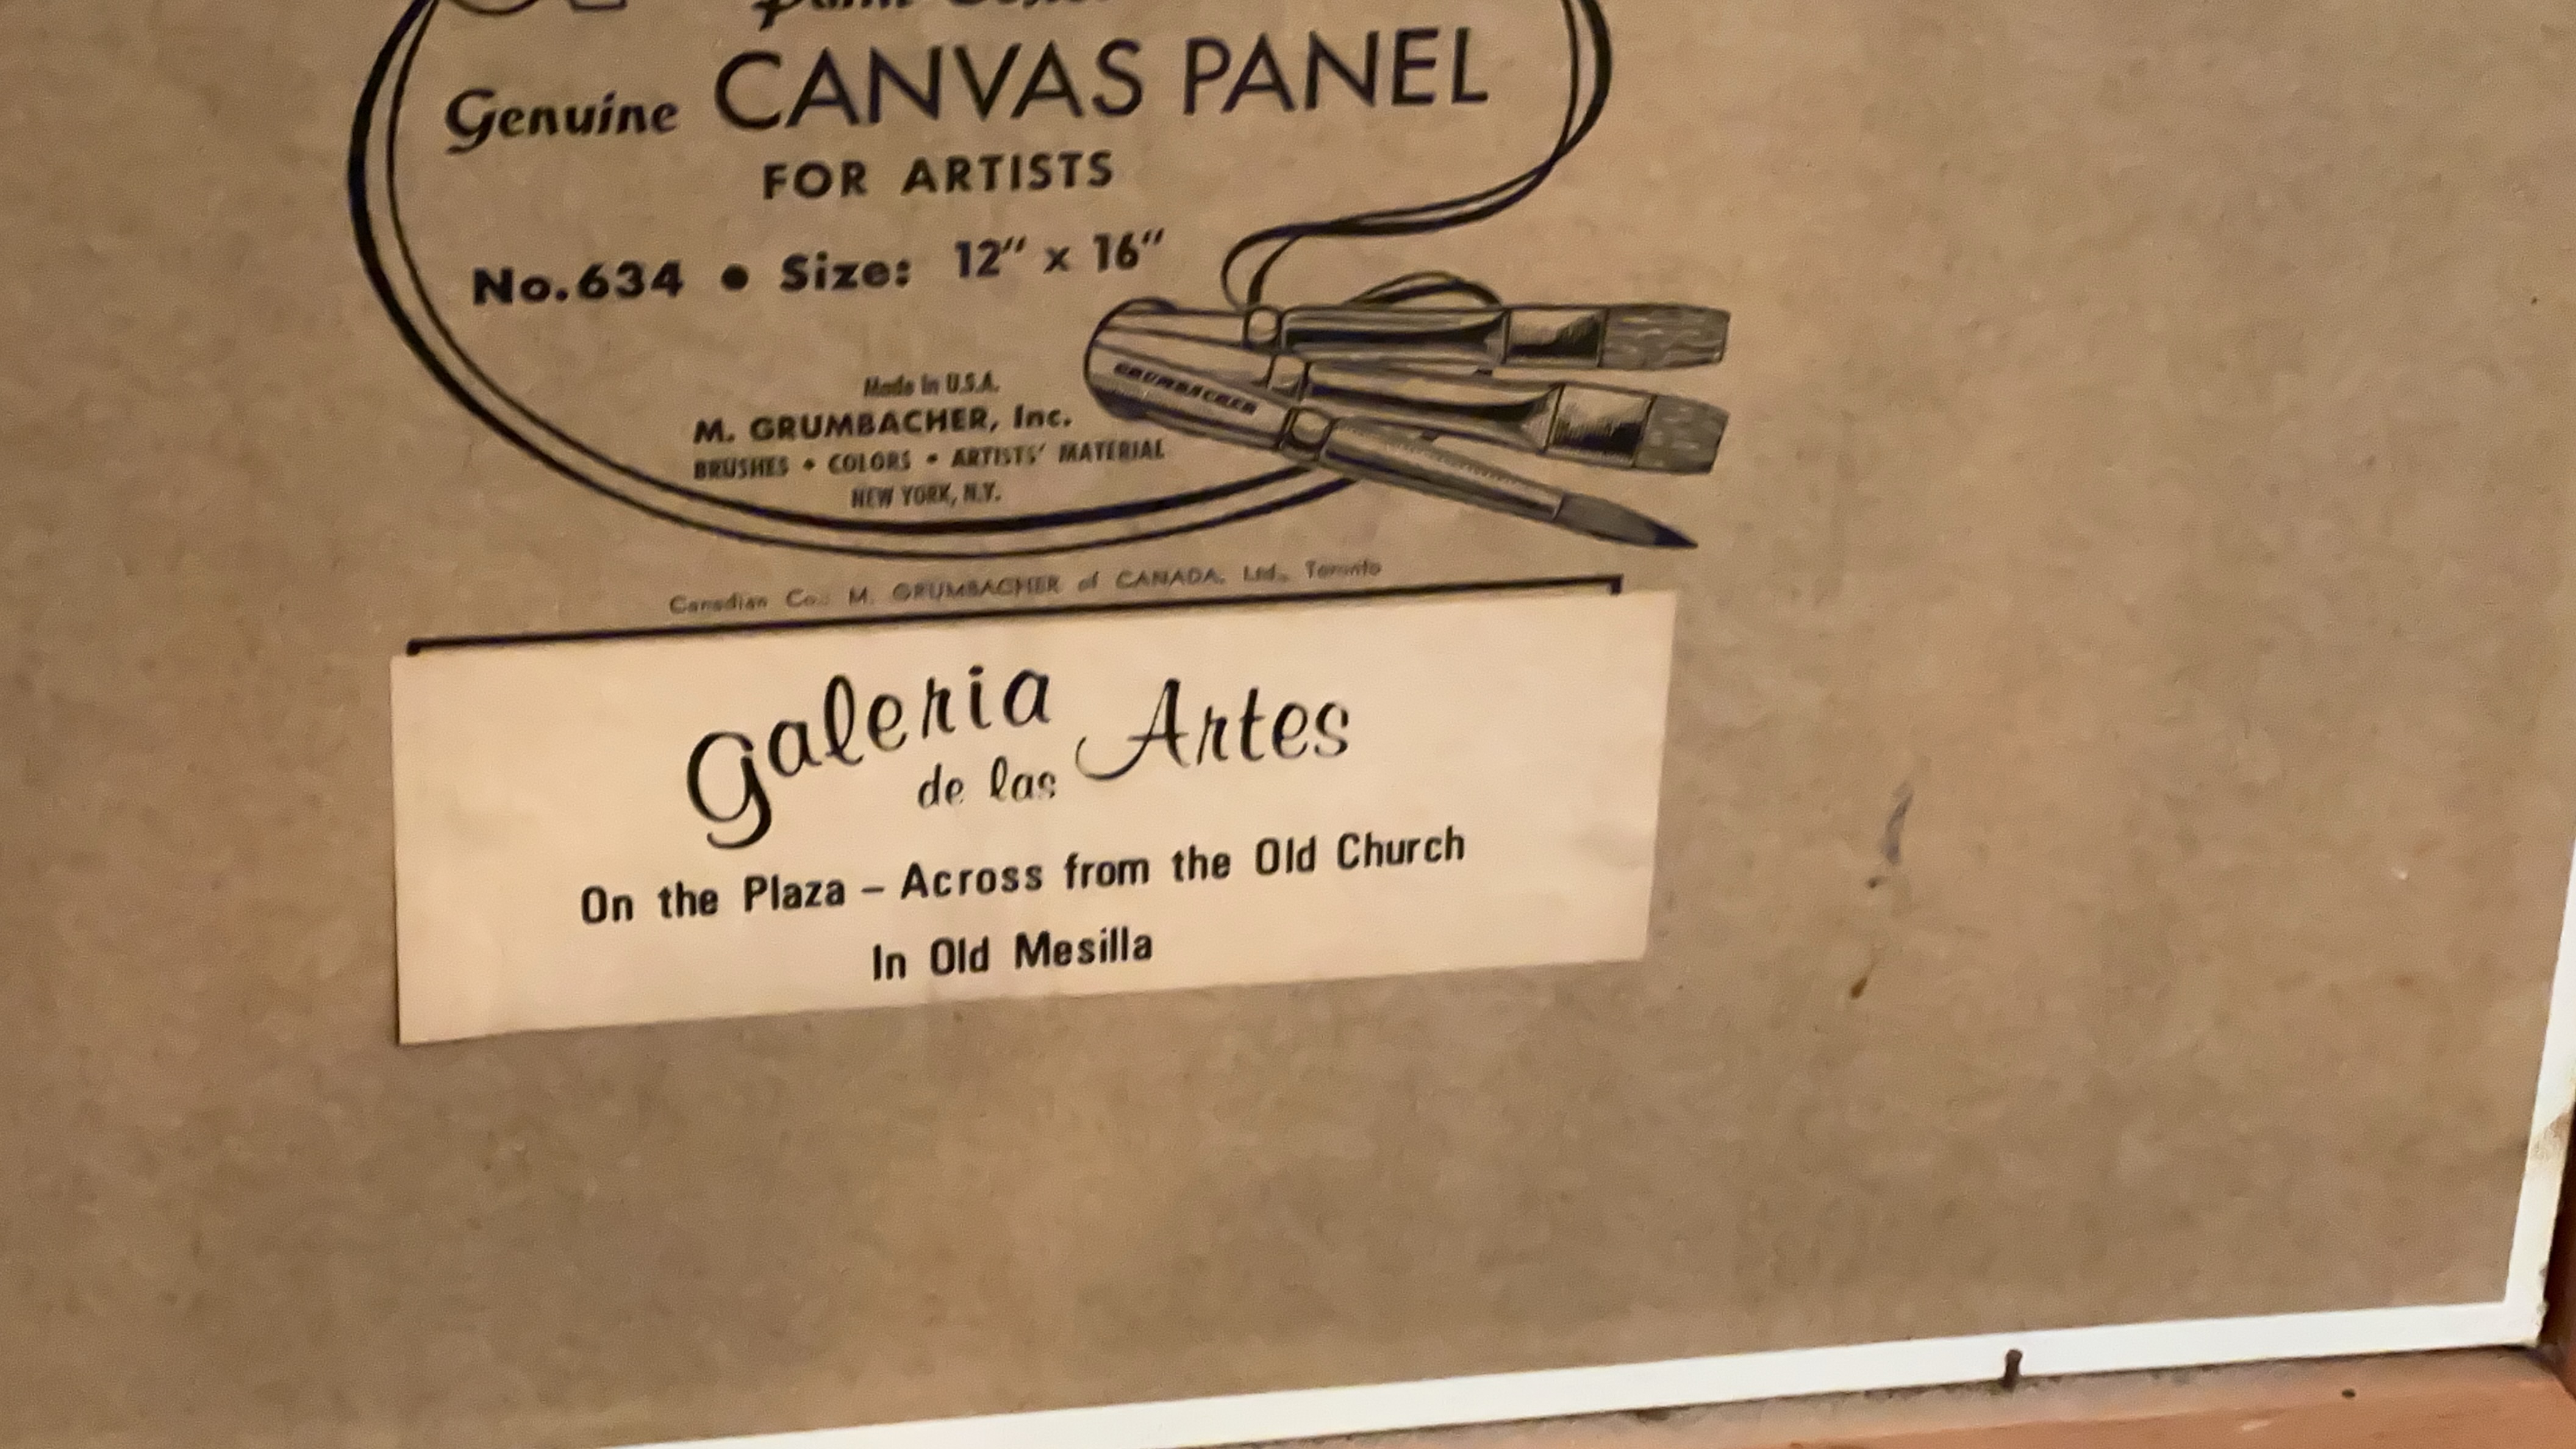 Genuine CANVAS PANEL
FOR ARTISTS
No.634 • Size: 12" x 16"
Made in U.S.A.
GRUMBACHER
M. GRUMBACHER, Inc.
BRUSHES • COLORS • ARTISTS' MATERIAL
NEW YORK, N.Y.
Canadian Co.: M. GRUMBACHER of CANADA, Ltd., Toronto
Galeria
de las Artes
On the Plaza – Across from the Old Church
In Old Mesilla